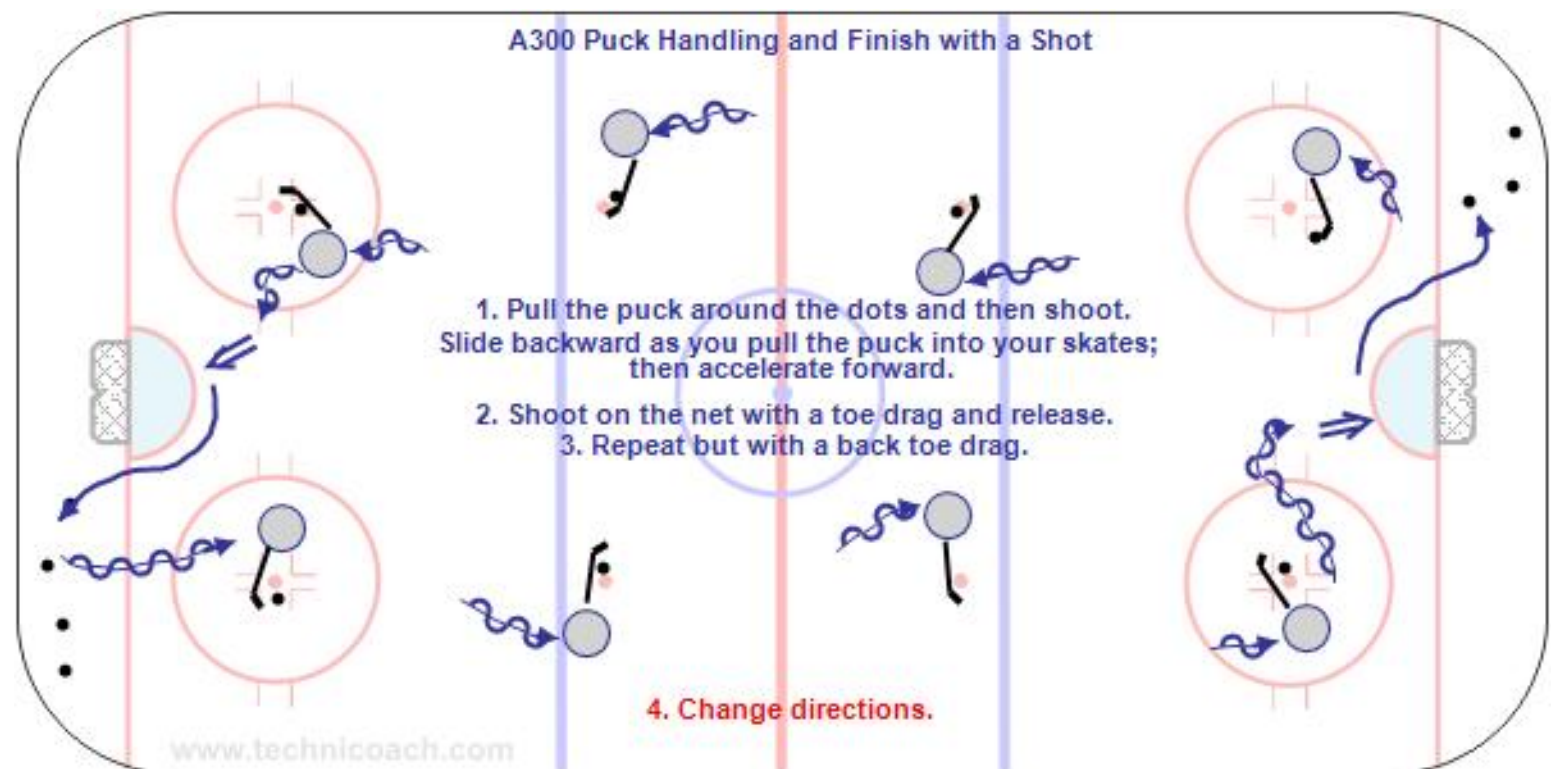 A300 Puck Handling and Finish with a Shot
1. Pull the puck around the dots and then shoot.
Slide backward as you pull the puck into your skates;
then accelerate forward.
2. Shoot on the net with a toe drag and release.
3. Repeat but with a back toe drag.
4. Change directions.
www.technicoach.com